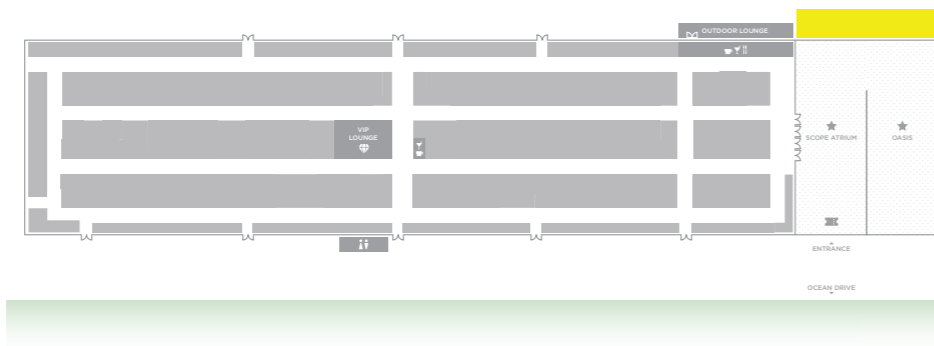 OUTDOOR LOUNGE
VIP
LOUNGE
SCOPE ATRIUM
OASIS
ENTRANCE
OCEAN DRIVE